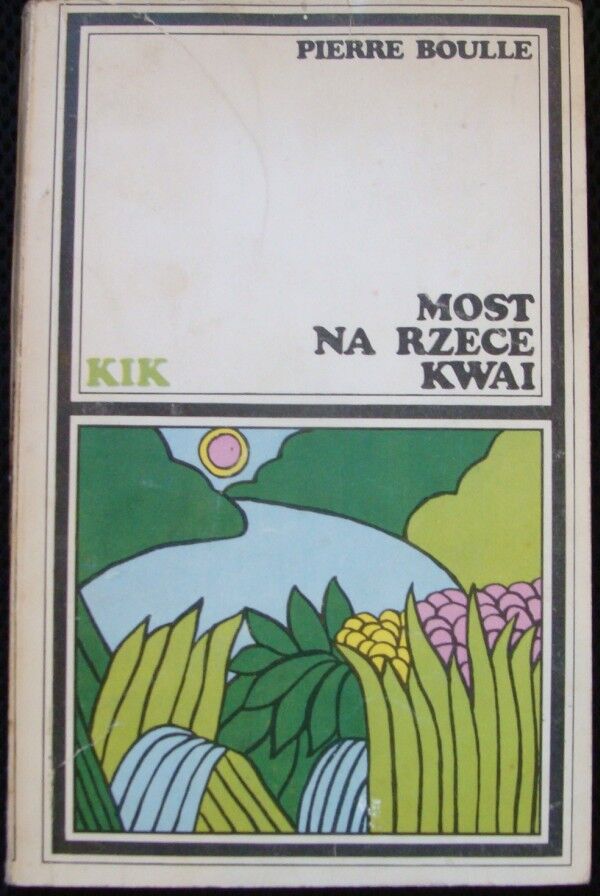 PIERRE BOULLE
MOST
NA RZECE
KWAI
KIK